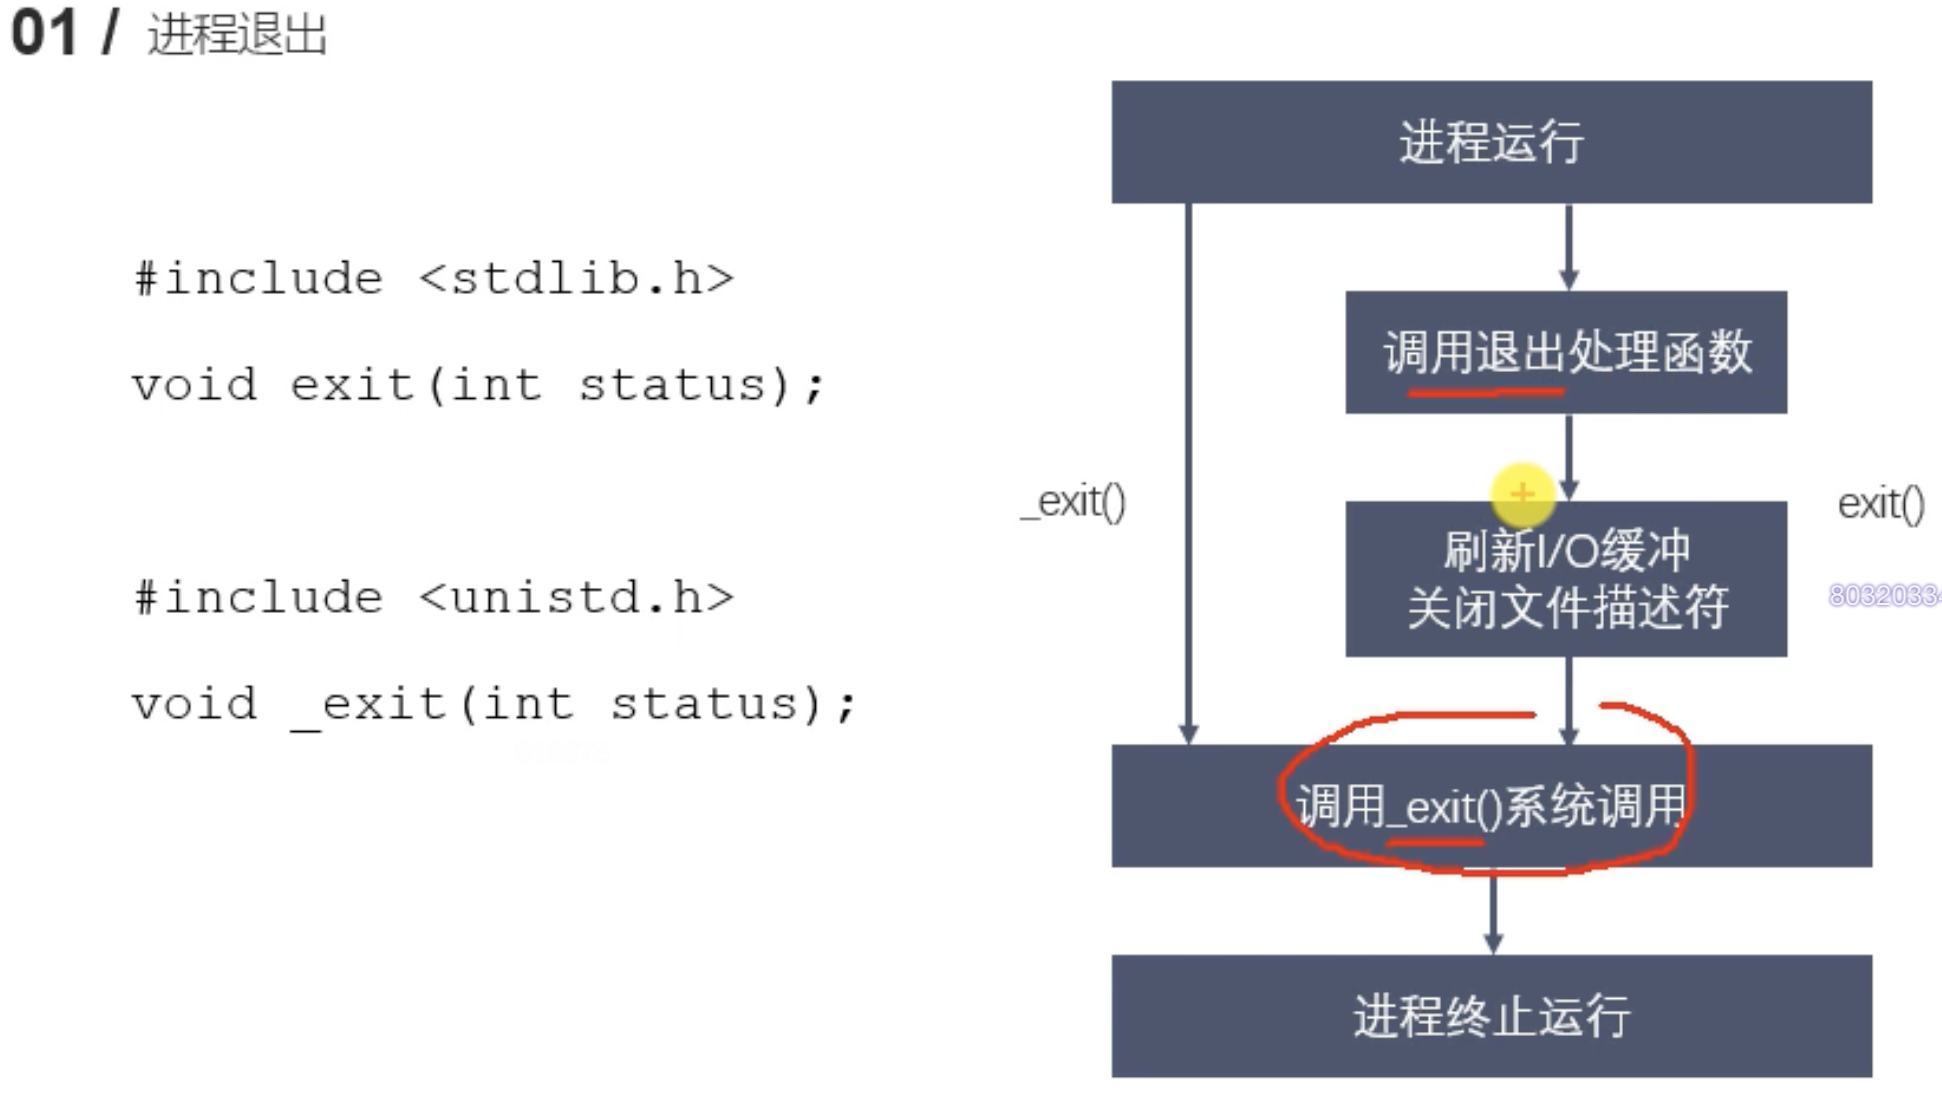 01 / 进程退出
#include <stdlib.h>
void exit(int status);
#include <unistd.h>
void _exit(int status);
进程运行
调用退出处理函数
_exit()
exit()
刷新I/O缓冲
关闭文件描述符
调用_exit()系统调用
进程终止运行